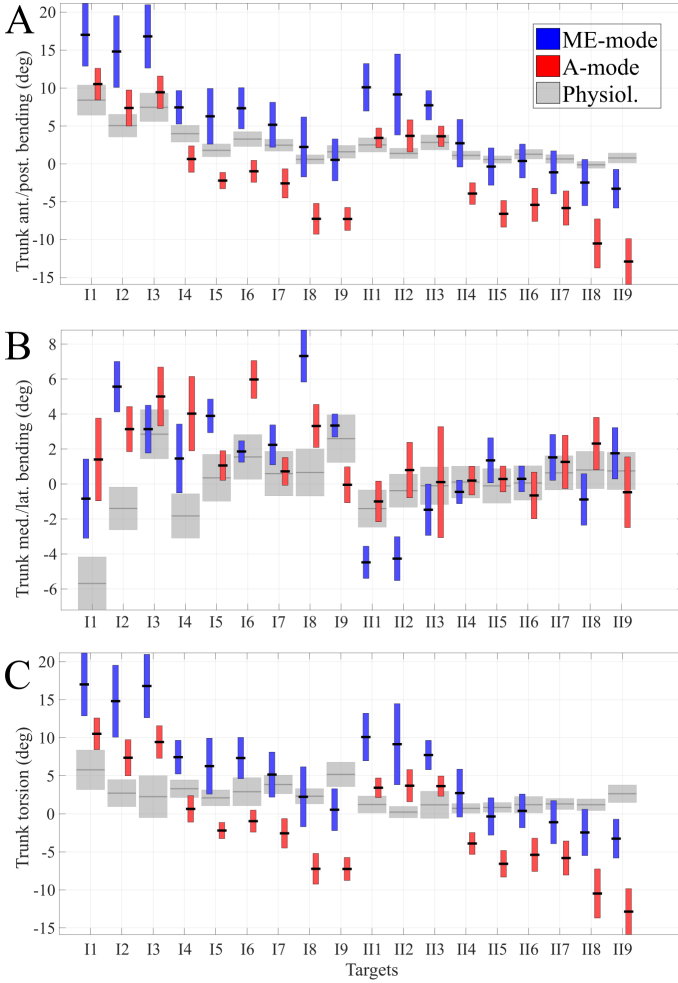 A
Trunk ant./post. bending (deg)
20
15
10
5
0
-5
-10
-15
ME-mode
A-mode
Physiol.
I1 I2 I3 I4 I5 I6 I7 I8 I9 II1 II2 II3 II4 II5 II6 II7 II8 II9
B
Trunk med./lat. bending (deg)
8
6
4
2
0
-2
-4
-6
I1 I2 I3 I4 I5 I6 I7 I8 I9 II1 II2 II3 II4 II5 II6 II7 II8 II9
C
Trunk torsion (deg)
20
15
10
5
0
-5
-10
-15
I1 I2 I3 I4 I5 I6 I7 I8 I9 II1 II2 II3 II4 II5 II6 II7 II8 II9
Targets